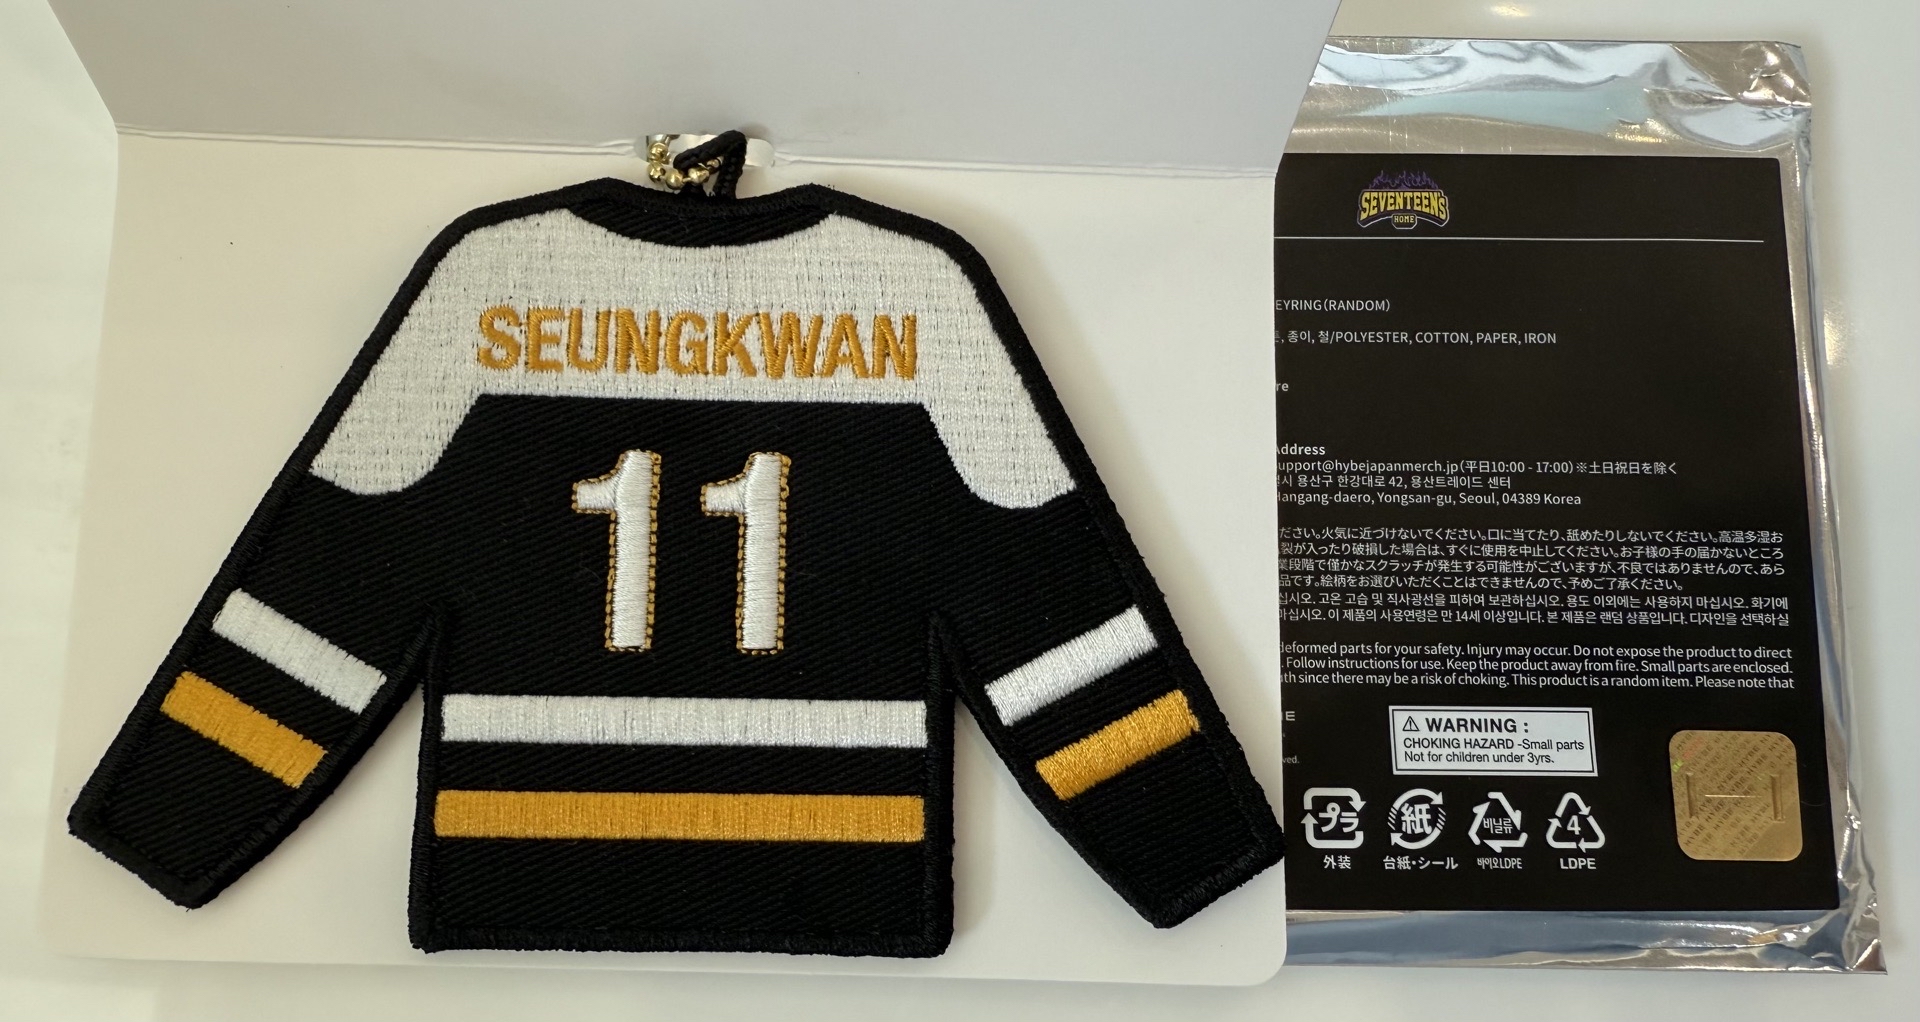 SEUNGKWAN
11
SEVENTEEN'S
HOME
EYRING(RANDOM)
, 종이, 철/POLYESTER, COTTON, PAPER, IRON
re
Address
upport@hybejapanmerch.jp(平日10:00 - 17:00)※土日祝日を除く
시 용산구 한강대로 42, 용산트레이드 센터
Hangang-daero, Yongsan-gu, Seoul, 04389 Korea
ださい。火気に近づけないでください。口に当てたり、舐めたりしないでください。高温多湿お
裂が入ったり破損した場合は、すぐに使用を中止してください。お子様の手の届かないところ
業段階で僅かなスクラッチが発生する可能性がございますが、不良ではありませんので、あら
品です。絵柄をお選びいただくことはできませんので、予めご了承ください。
십시오. 고온 고습 및 직사광선을 피하여 보관하십시오. 용도 이외에는 사용하지 마십시오. 화기에
마십시오. 이 제품의 사용연령은 만 14세 이상입니다. 본 제품은 랜덤 상품입니다. 디자인을 선택하실
deformed parts for your safety. Injury may occur. Do not expose the product to direct
. Follow instructions for use. Keep the product away from fire. Small parts are enclosed.
uth since there may be a risk of choking. This product is a random item. Please note that
ved.
WARNING :
CHOKING HAZARD -Small parts
Not for children under 3yrs.
プラ
外装
紙
台紙・シール
비닐류
바이오LDPE
4
LDPE
HYBE